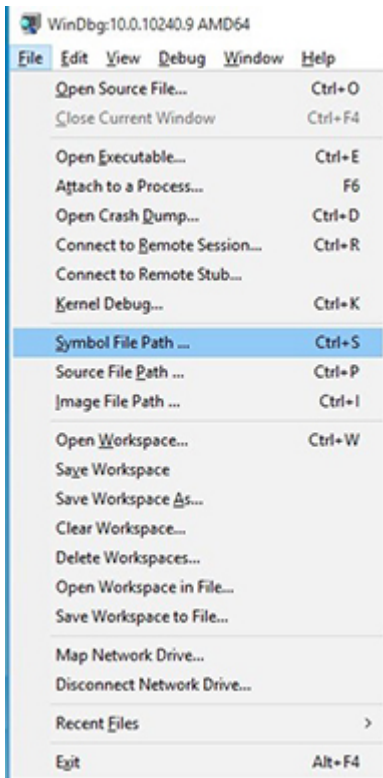 WinDbg:10.0.10240.9 AMD64
File Edit View Debug Window Help
Open Source File... Ctrl+O
Close Current Window Ctrl+F4
Open Executable... Ctrl+E
Attach to a Process... F6
Open Crash Dump... Ctrl+D
Connect to Remote Session... Ctrl+R
Connect to Remote Stub...
Kernel Debug... Ctrl+K
Symbol File Path ... Ctrl+S
Source File Path ... Ctrl+P
Image File Path ... Ctrl+I
Open Workspace... Ctrl+W
Save Workspace
Save Workspace As...
Clear Workspace...
Delete Workspaces...
Open Workspace in File...
Save Workspace to File...
Map Network Drive...
Disconnect Network Drive...
Recent Files >
Exit Alt+F4